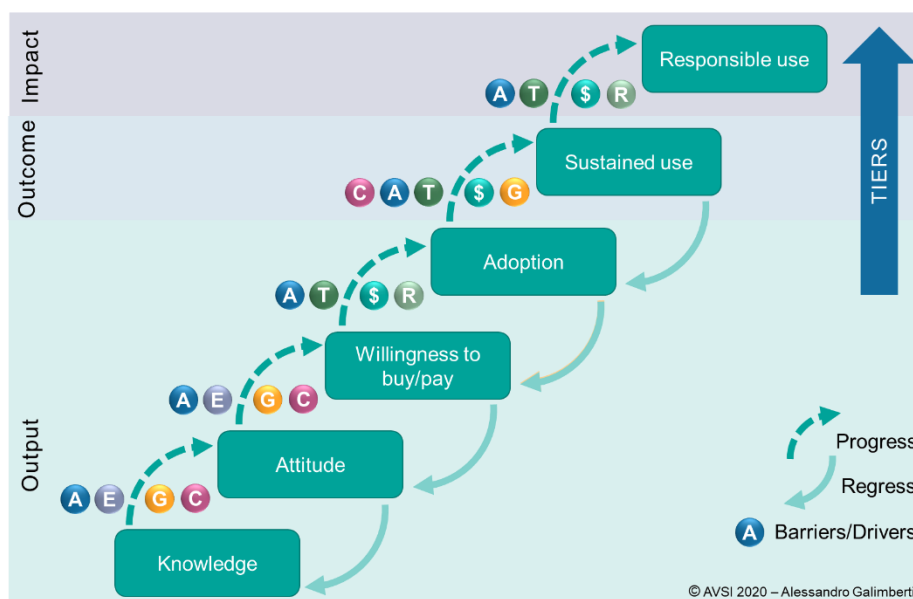 Impact
Responsible use
A T $ R
Outcome
Sustained use
C A T $ G
TIERS
Adoption
A T $ R
Willingness to
buy/pay
A E G C
Output
Attitude
A E G C
Knowledge
Progress
Regress
A Barriers/Drivers
© AVSI 2020 – Alessandro Galimberti